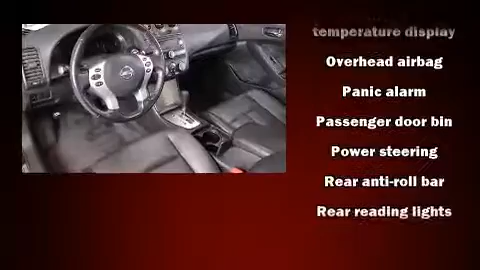 temperature display
Overhead airbag
Panic alarm
Passenger door bin
Power steering
Rear anti-roll bar
Rear reading lights